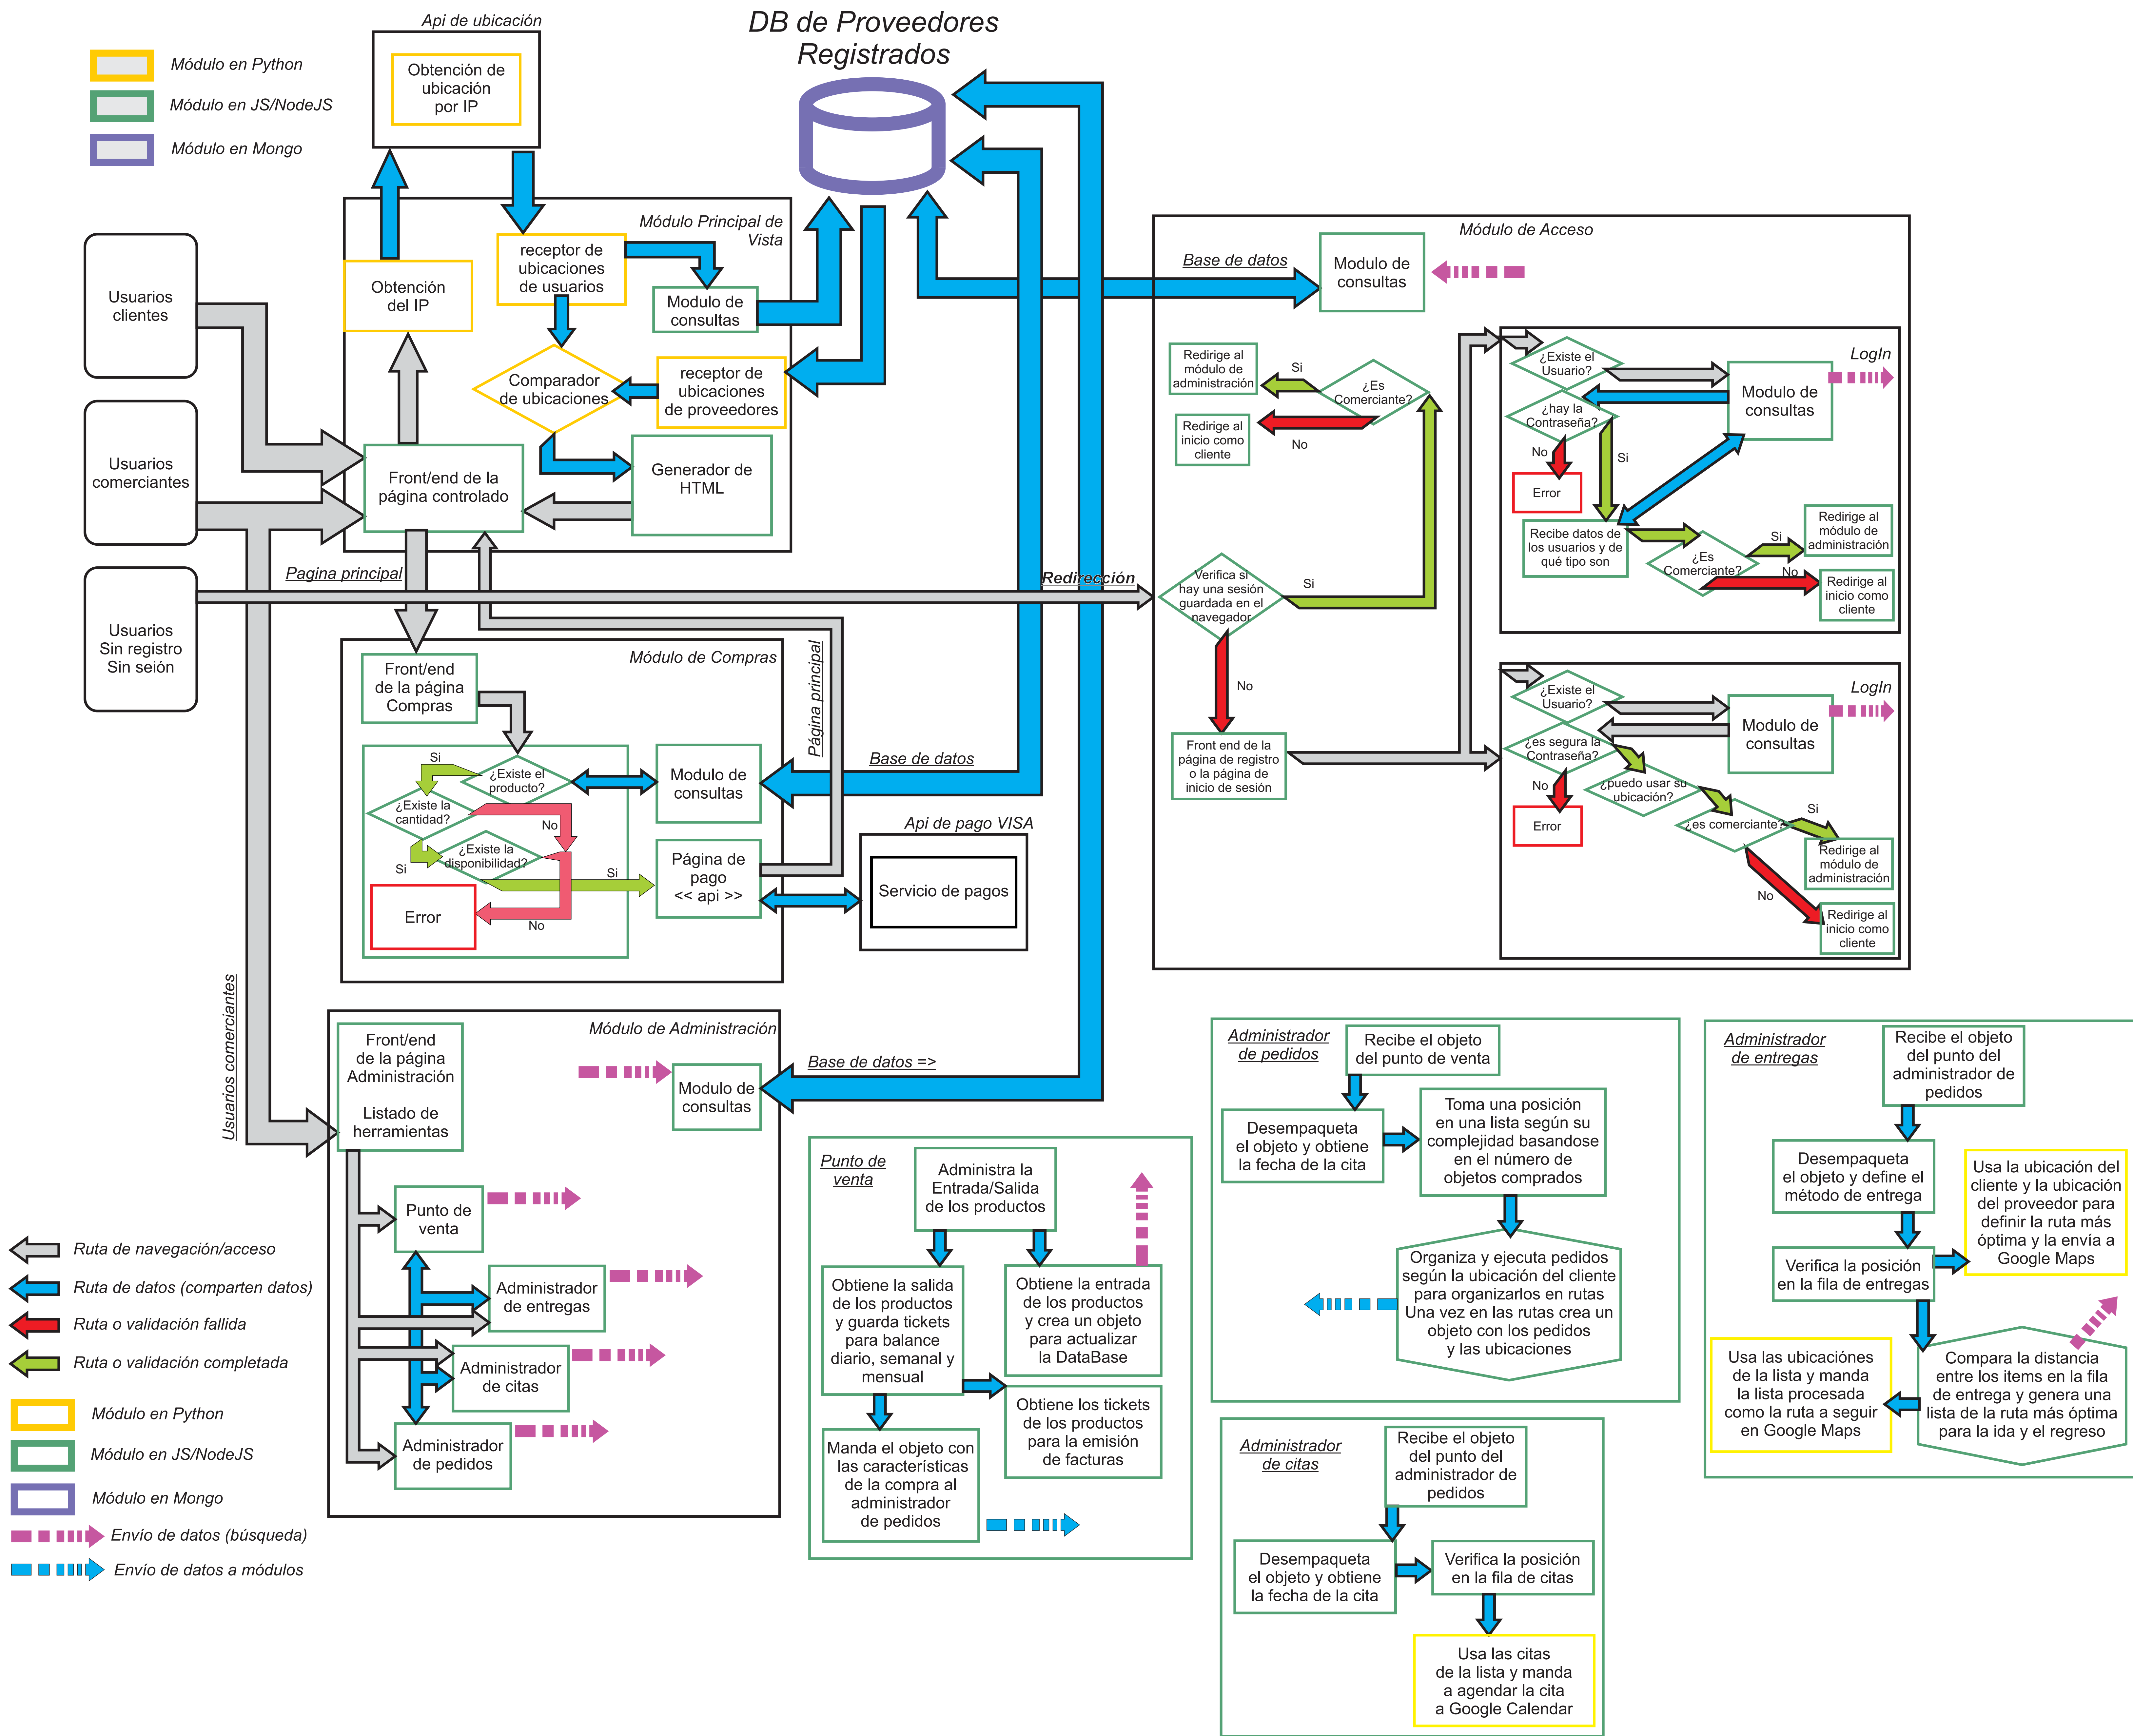 Api de ubicación
DB de Proveedores
Registrados
Módulo en Python
Módulo en JS/NodeJS
Módulo en Mongo
Obtención de
ubicación
por IP
Módulo Principal de
Vista
receptor de
ubicaciones
de usuarios
Obtención
del IP
Modulo de
consultas
Comparador
de ubicaciones
receptor de
ubicaciones
de proveedores
Front/end de la
página controlado
Generador de
HTML
Usuarios
clientes
Usuarios
comerciantes
Usuarios
Sin registro
Sin seión
Pagina principal
Redirección
Módulo de Acceso
Base de datos
Modulo de
consultas
Redirige al
módulo de
administración
Si
¿Es
Comerciante?
Redirige al
inicio como
cliente
No
Verifica si
hay una sesión
guardada en el
navegador
Si
No
Front end de la
página de registro
o la página de
inicio de sesión
LogIn
¿Existe el
Usuario?
Modulo de
consultas
¿hay la
Contraseña?
No
Si
Error
Recibe datos de
los usuarios y de
qué tipo son
¿Es
Comerciante?
Si
Redirige al
módulo de
administración
No
Redirige al
inicio como
cliente
LogIn
¿Existe el
Usuario?
Modulo de
consultas
¿es segura la
Contraseña?
No
Error
¿puedo usar su
ubicación?
¿es comerciante?
Si
Redirige al
módulo de
administración
No
Redirige al
inicio como
cliente
Módulo de Compras
Front/end
de la página
Compras
Página principal
Si
¿Existe el
producto?
¿Existe la
cantidad?
No
¿Existe la
disponibilidad?
Si
Si
Error
No
Modulo de
consultas
Base de datos
Página de
pago
<< api >>
Api de pago VISA
Servicio de pagos
Usuarios comerciantes
Módulo de Administración
Front/end
de la página
Administración
Listado de
herramientas
Modulo de
consultas
Base de datos =>
Punto de
venta
Administrador
de entregas
Administrador
de citas
Administrador
de pedidos
Ruta de navegación/acceso
Ruta de datos (comparten datos)
Ruta o validación fallida
Ruta o validación completada
Módulo en Python
Módulo en JS/NodeJS
Módulo en Mongo
Envío de datos (búsqueda)
Envío de datos a módulos
Punto de
venta
Administra la
Entrada/Salida
de los productos
Obtiene la salida
de los productos
y guarda tickets
para balance
diario, semanal y
mensual
Obtiene la entrada
de los productos
y crea un objeto
para actualizar
la DataBase
Obtiene los tickets
de los productos
para la emisión
de facturas
Manda el objeto con
las características
de la compra al
administrador
de pedidos
Administrador
de pedidos
Recibe el objeto
del punto de venta
Desempaqueta
el objeto y obtiene
la fecha de la cita
Toma una posición
en una lista según su
complejidad basandose
en el número de
objetos comprados
Organiza y ejecuta pedidos
según la ubicación del cliente
para organizarlos en rutas
Una vez en las rutas crea un
objeto con los pedidos
y las ubicaciones
Administrador
de citas
Recibe el objeto
del punto del
administrador de
pedidos
Desempaqueta
el objeto y obtiene
la fecha de la cita
Verifica la posición
en la fila de citas
Usa las citas
de la lista y manda
a agendar la cita
a Google Calendar
Administrador
de entregas
Recibe el objeto
del punto del
administrador de
pedidos
Desempaqueta
el objeto y define el
método de entrega
Usa la ubicación del
cliente y la ubicación
del proveedor para
definir la ruta más
óptima y la envía a
Google Maps
Verifica la posición
en la fila de entregas
Usa las ubicaciónes
de la lista y manda
la lista procesada
como la ruta a seguir
en Google Maps
Compara la distancia
entre los items en la fila
de entrega y genera una
lista de la ruta más óptima
para la ida y el regreso